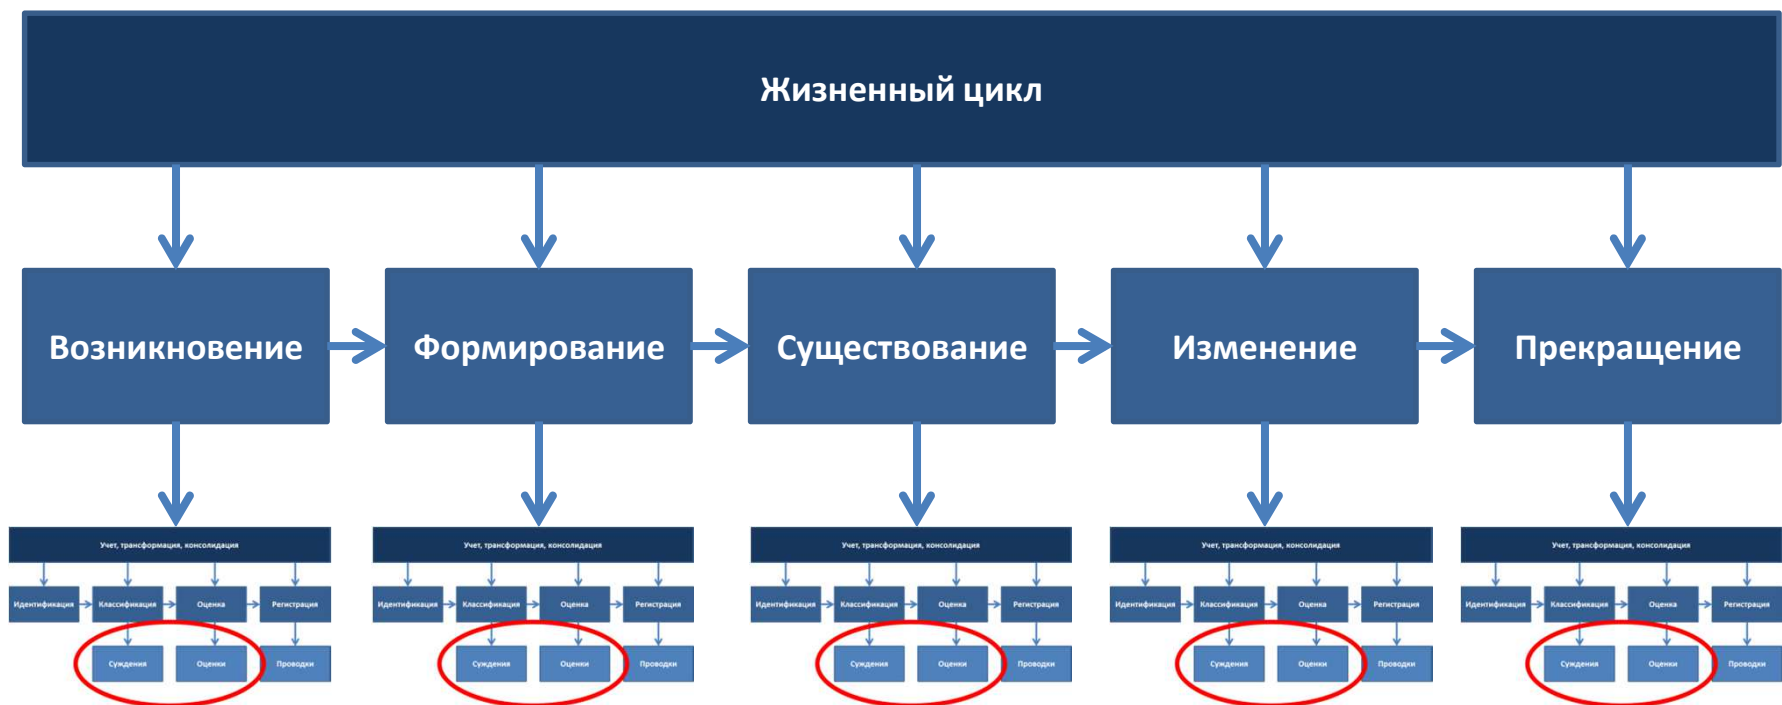 Жизненный цикл
Возникновение Формирование Существование Изменение Прекращение
Учет, трансформация, консолидация Учет, трансформация, консолидация Учет, трансформация, консолидация Учет, трансформация, консолидация Учет, трансформация, консолидация
Идентификация Классификация Оценка Регистрация Идентификация Классификация Оценка Регистрация Идентификация Классификация Оценка Регистрация Идентификация Классификация Оценка Регистрация Идентификация Классификация Оценка Регистрация
Суждения Оценки Проводки Суждения Оценки Проводки Суждения Оценки Проводки Суждения Оценки Проводки Суждения Оценки Проводки